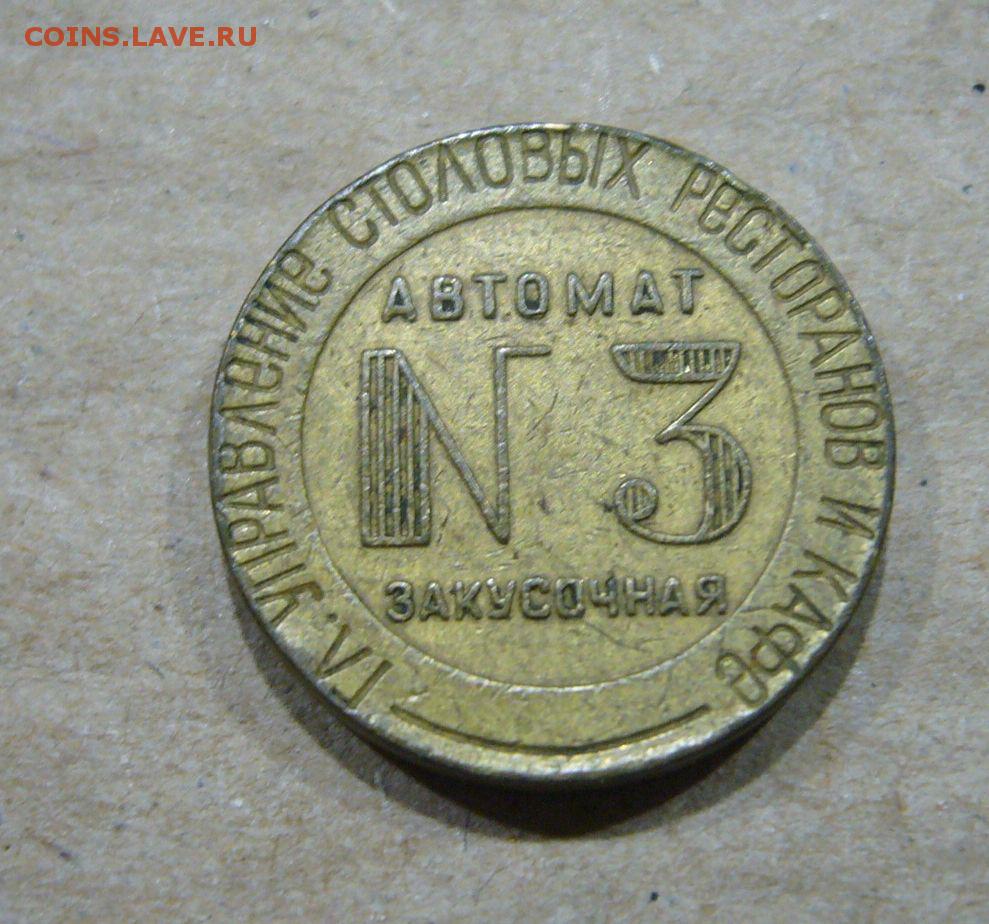 COINS.LAVE.RU
ГЛ. УПРАВЛЕНИЕ СТОЛОВЫХ РЕСТОРАНОВ И КАФЕ
АВТОМАТ
N 3
ЗАКУСОЧНАЯ